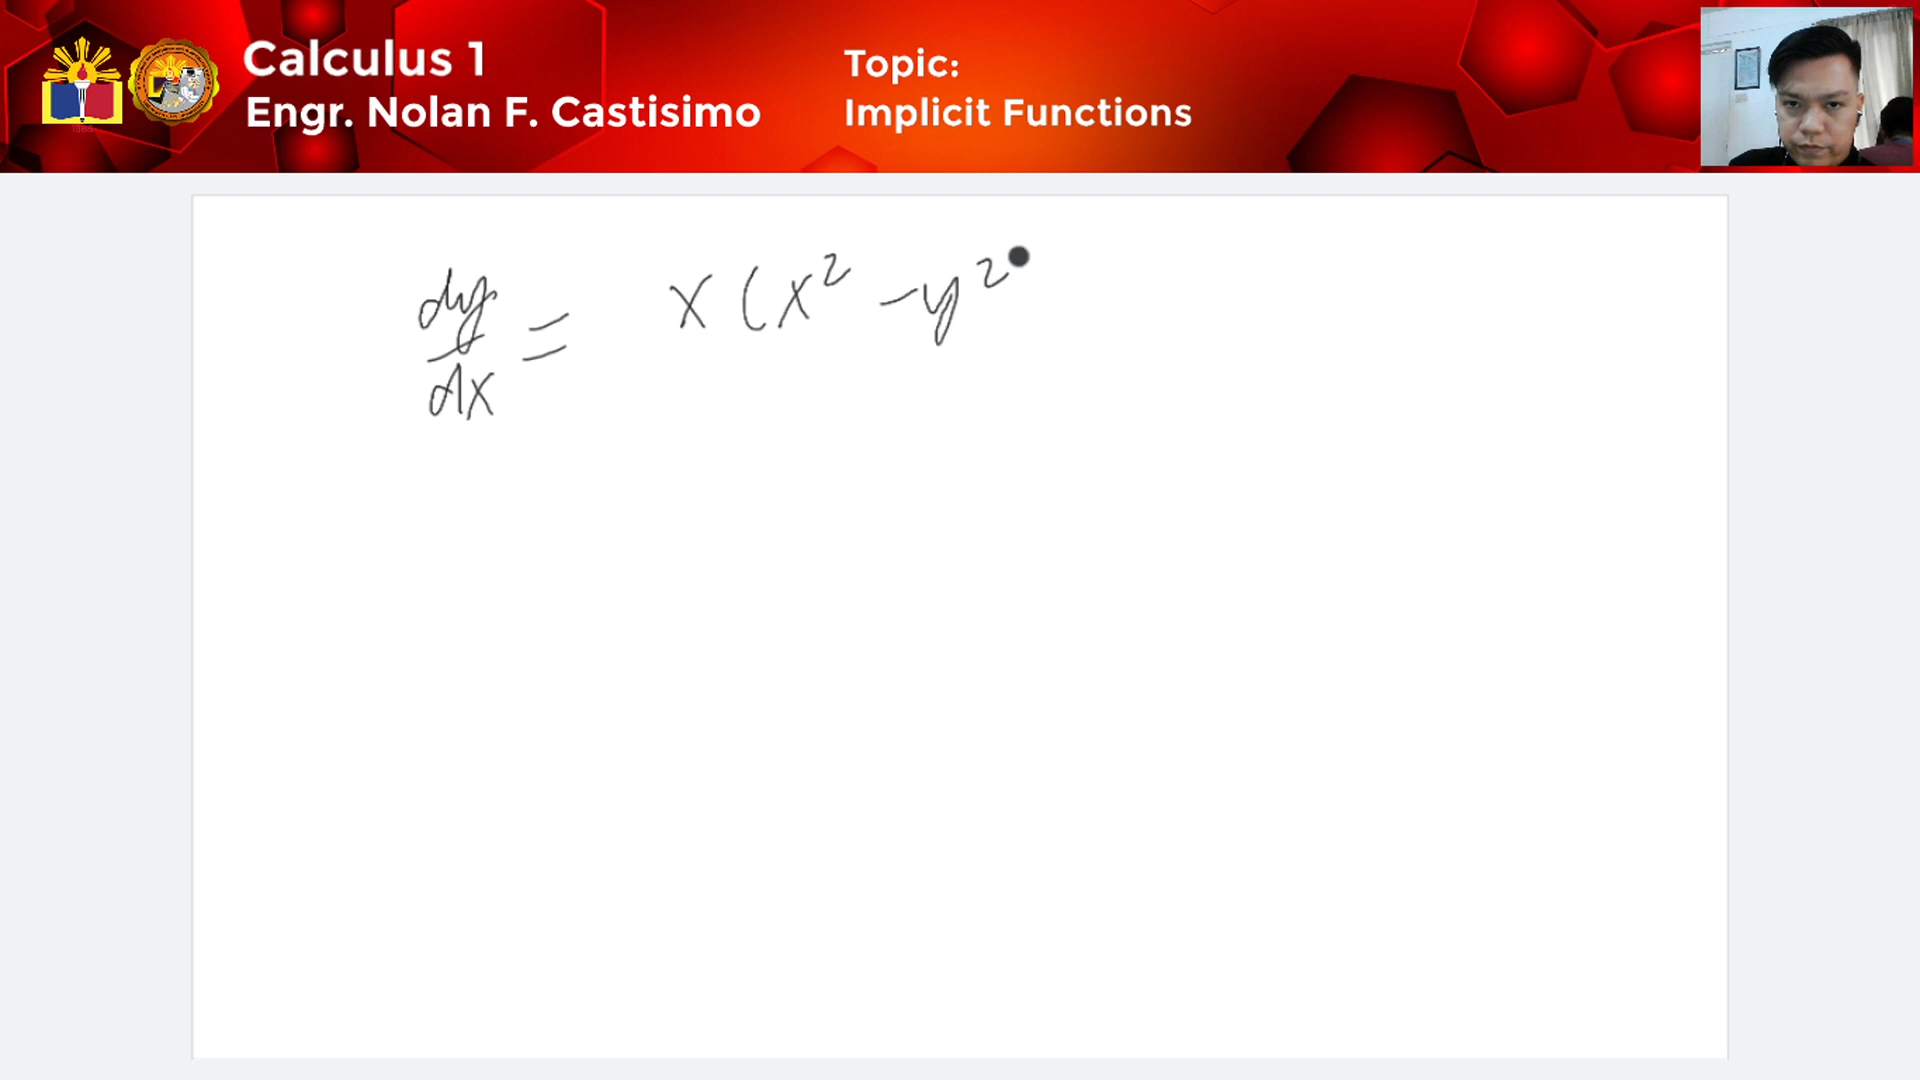 Calculus 1
Engr. Nolan F. Castisimo
Topic:
Implicit Functions
dy/dx = x(x² - y²